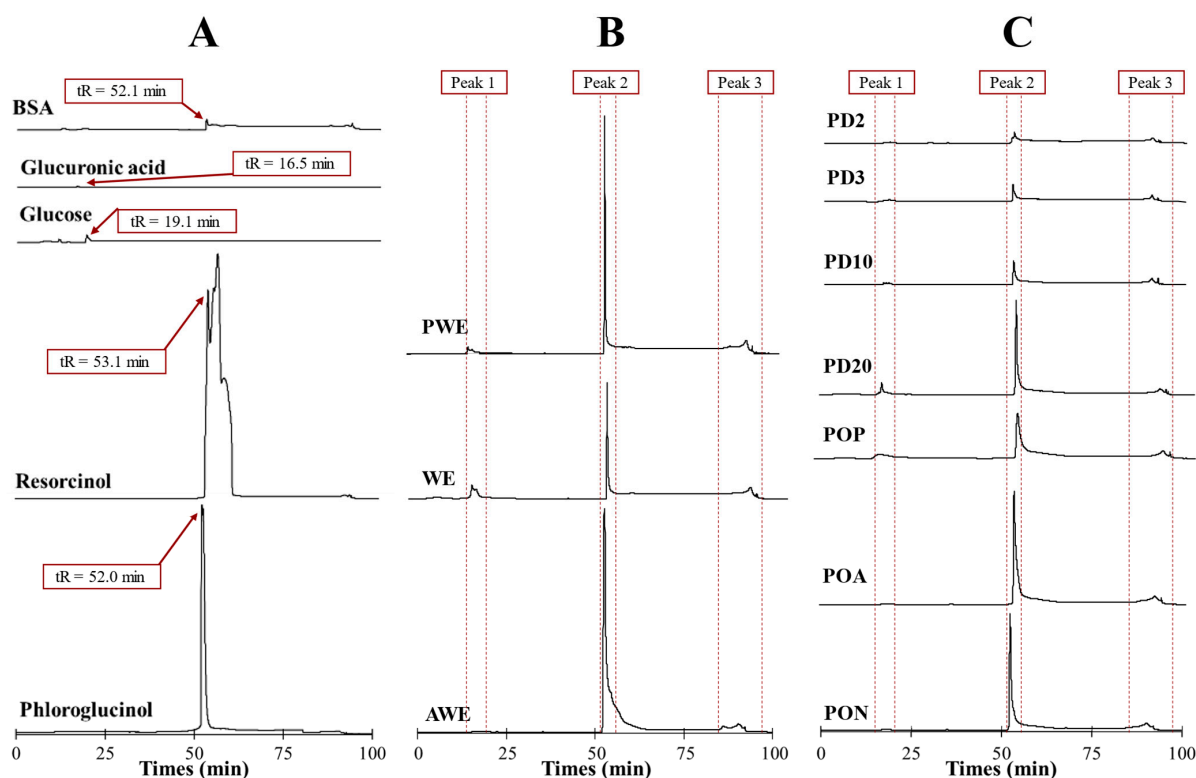 A
BSA
tR = 52.1 min
Glucuronic acid
tR = 16.5 min
Glucose
tR = 19.1 min
tR = 53.1 min
Resorcinol
tR = 52.0 min
Phloroglucinol
0 50 100
Times (min)
B
Peak 1 Peak 2 Peak 3
PWE
WE
AWE
0 25 50 75 100
Times (min)
C
Peak 1 Peak 2 Peak 3
PD2
PD3
PD10
PD20
POP
POA
PON
0 25 50 75 100
Times (min)